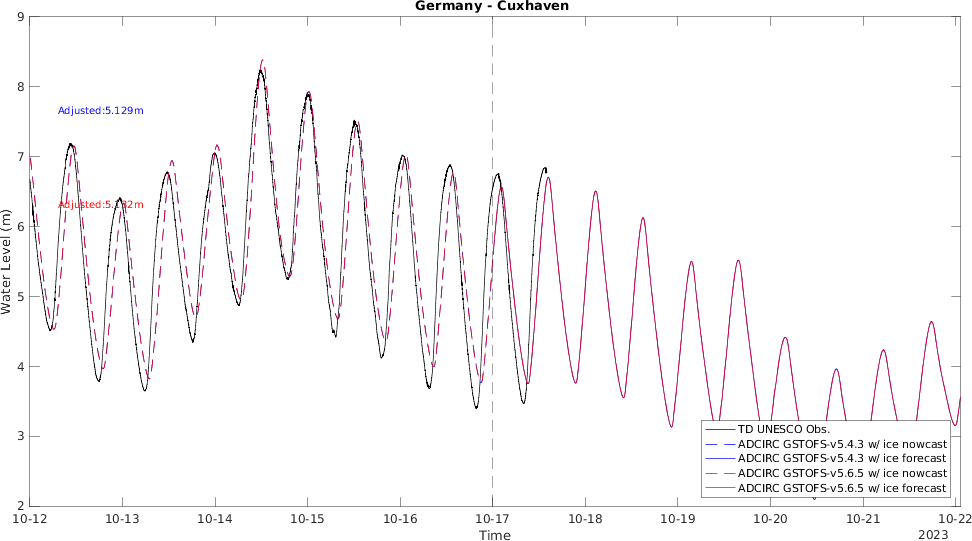 Germany - Cuxhaven
9
8
7
6
5
4
3
2
Water Level (m)
Adjusted:5.129m
TD UNESCO Obs.
ADCIRC GSTOFS-v5.4.3 w/ ice nowcast
ADCIRC GSTOFS-v5.4.3 w/ ice forecast
ADCIRC GSTOFS-v5.6.5 w/ ice nowcast
ADCIRC GSTOFS-v5.6.5 w/ ice forecast
10-12 10-13 10-14 10-15 10-16 10-17 10-18 10-19 10-20 10-21 10-22
Time
2023